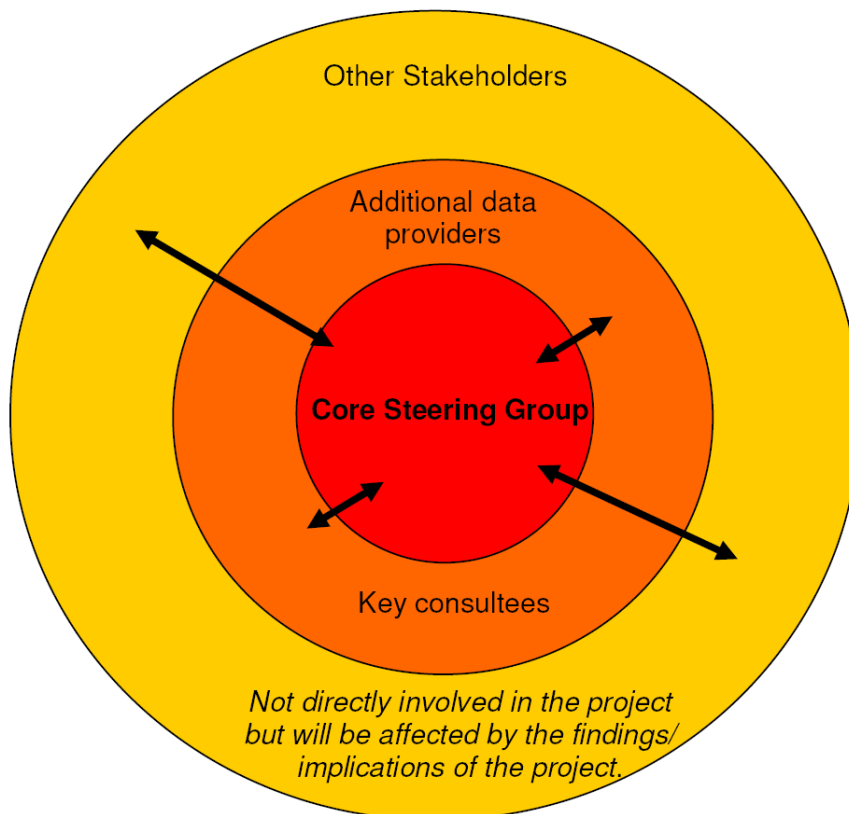 Other Stakeholders
Additional data
providers
Core Steering Group
Key consultees
Not directly involved in the project
but will be affected by the findings/
implications of the project.